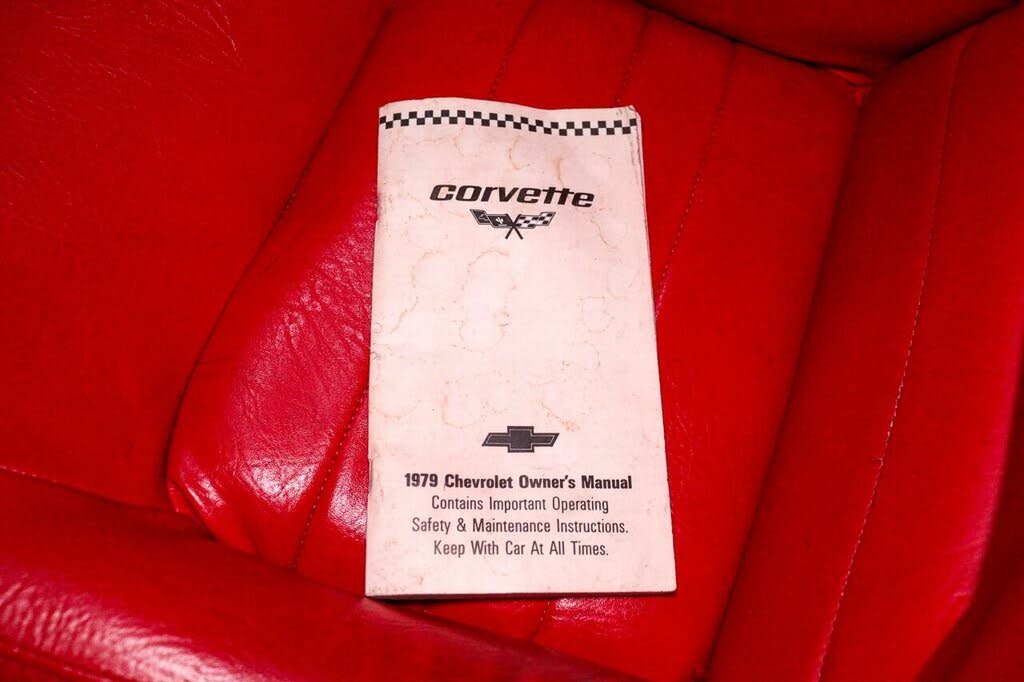 corvette
1979 Chevrolet Owner's Manual
Contains Important Operating
Safety & Maintenance Instructions.
Keep With Car At All Times.